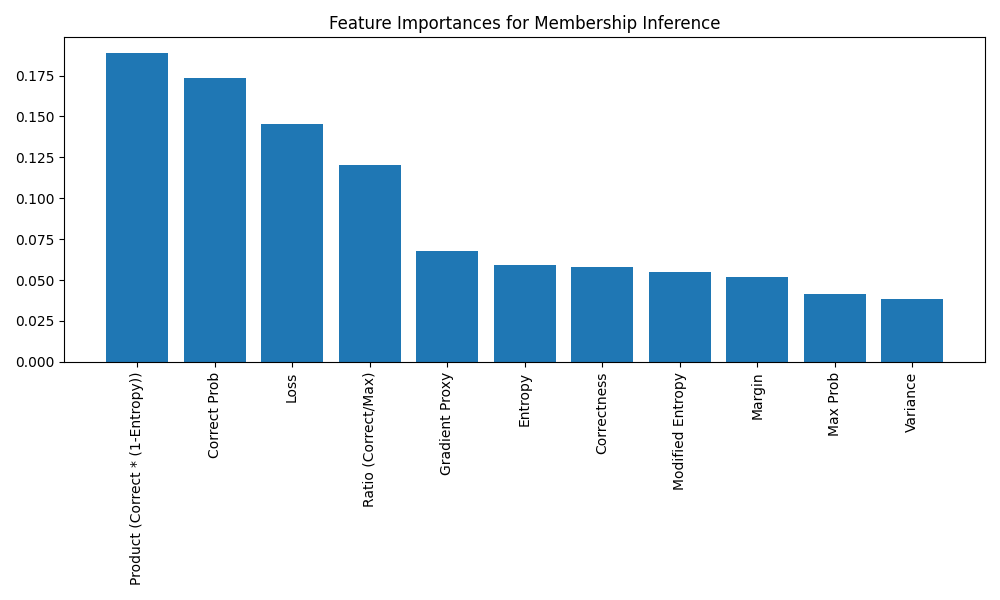 Feature Importances for Membership Inference
0.175
0.150
0.125
0.100
0.075
0.050
0.025
0.000
Product (Correct * (1-Entropy))
Correct Prob
Loss
Ratio (Correct/Max)
Gradient Proxy
Entropy
Correctness
Modified Entropy
Margin
Max Prob
Variance